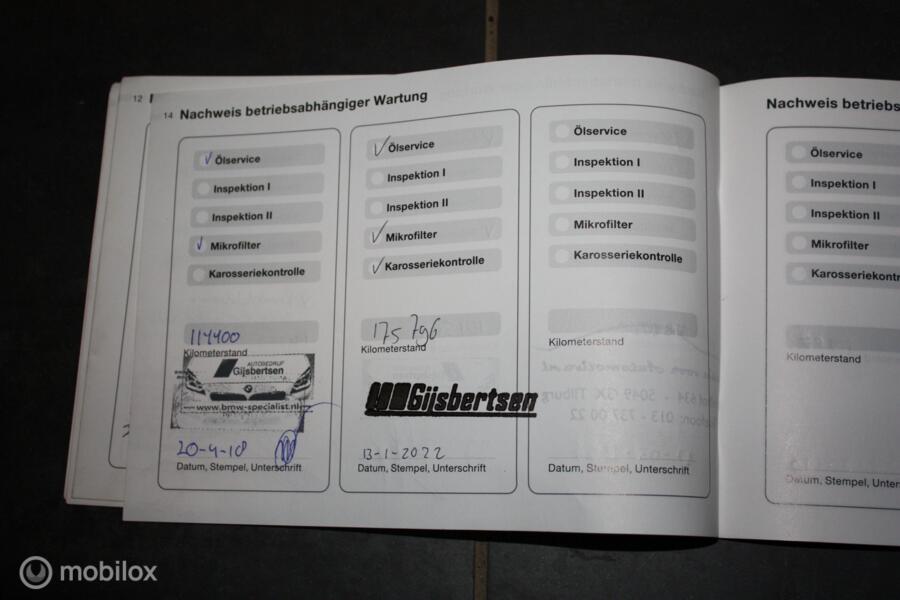 12
14 Nachweis betriebsabhängiger Wartung
Ölservice
Inspektion I
Inspektion II
Mikrofilter
Karosseriekontrolle
114400
Kilometerstand
AUTOBEDRIJF
Gijsbertsen
www.bmw-specialist.nl
20-4-18
Datum, Stempel, Unterschrift
Ölservice
Inspektion I
Inspektion II
Mikrofilter
Karosseriekontrolle
175796
Kilometerstand
Gijsbertsen
13-1-2022
Datum, Stempel, Unterschrift
Ölservice
Inspektion I
Inspektion II
Mikrofilter
Karosseriekontrolle
Kilometerstand
Datum, Stempel, Unterschrift
Nachweis betriebs
Ölservice
Inspektion I
Inspektion II
Mikrofilter
Karosseriekontr
Kilometerstand
Datum, Stempel, Unter
mobilox